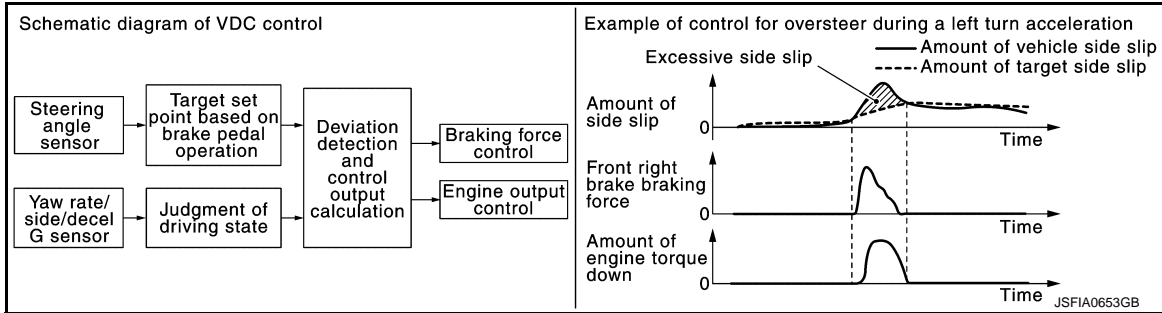 Schematic diagram of VDC control
Steering
angle
sensor
Target set
point based on
brake pedal
operation
Yaw rate/
side/decel
G sensor
Judgment of
driving state
Deviation
detection
and
control
output
calculation
Braking force
control
Engine output
control
Example of control for oversteer during a left turn acceleration
Excessive side slip
Amount of vehicle side slip
Amount of target side slip
Amount of
side slip
0
Time
Front right
brake braking
force
0
Amount of
engine torque
down
0
Time
JSFIA0653GB